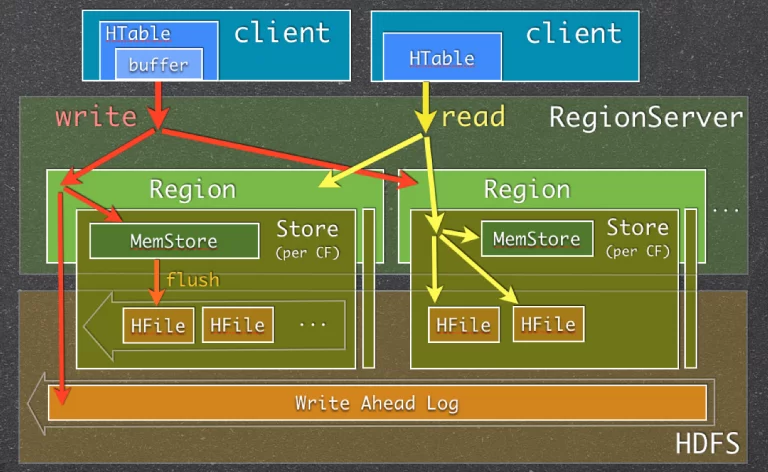 HTable
client
buffer
client
HTable
write
read
RegionServer
Region
Region
...
MemStore
Store
(per CF)
MemStore
Store
(per CF)
flush
HFile
HFile
...
HFile
HFile
Write Ahead Log
HDFS